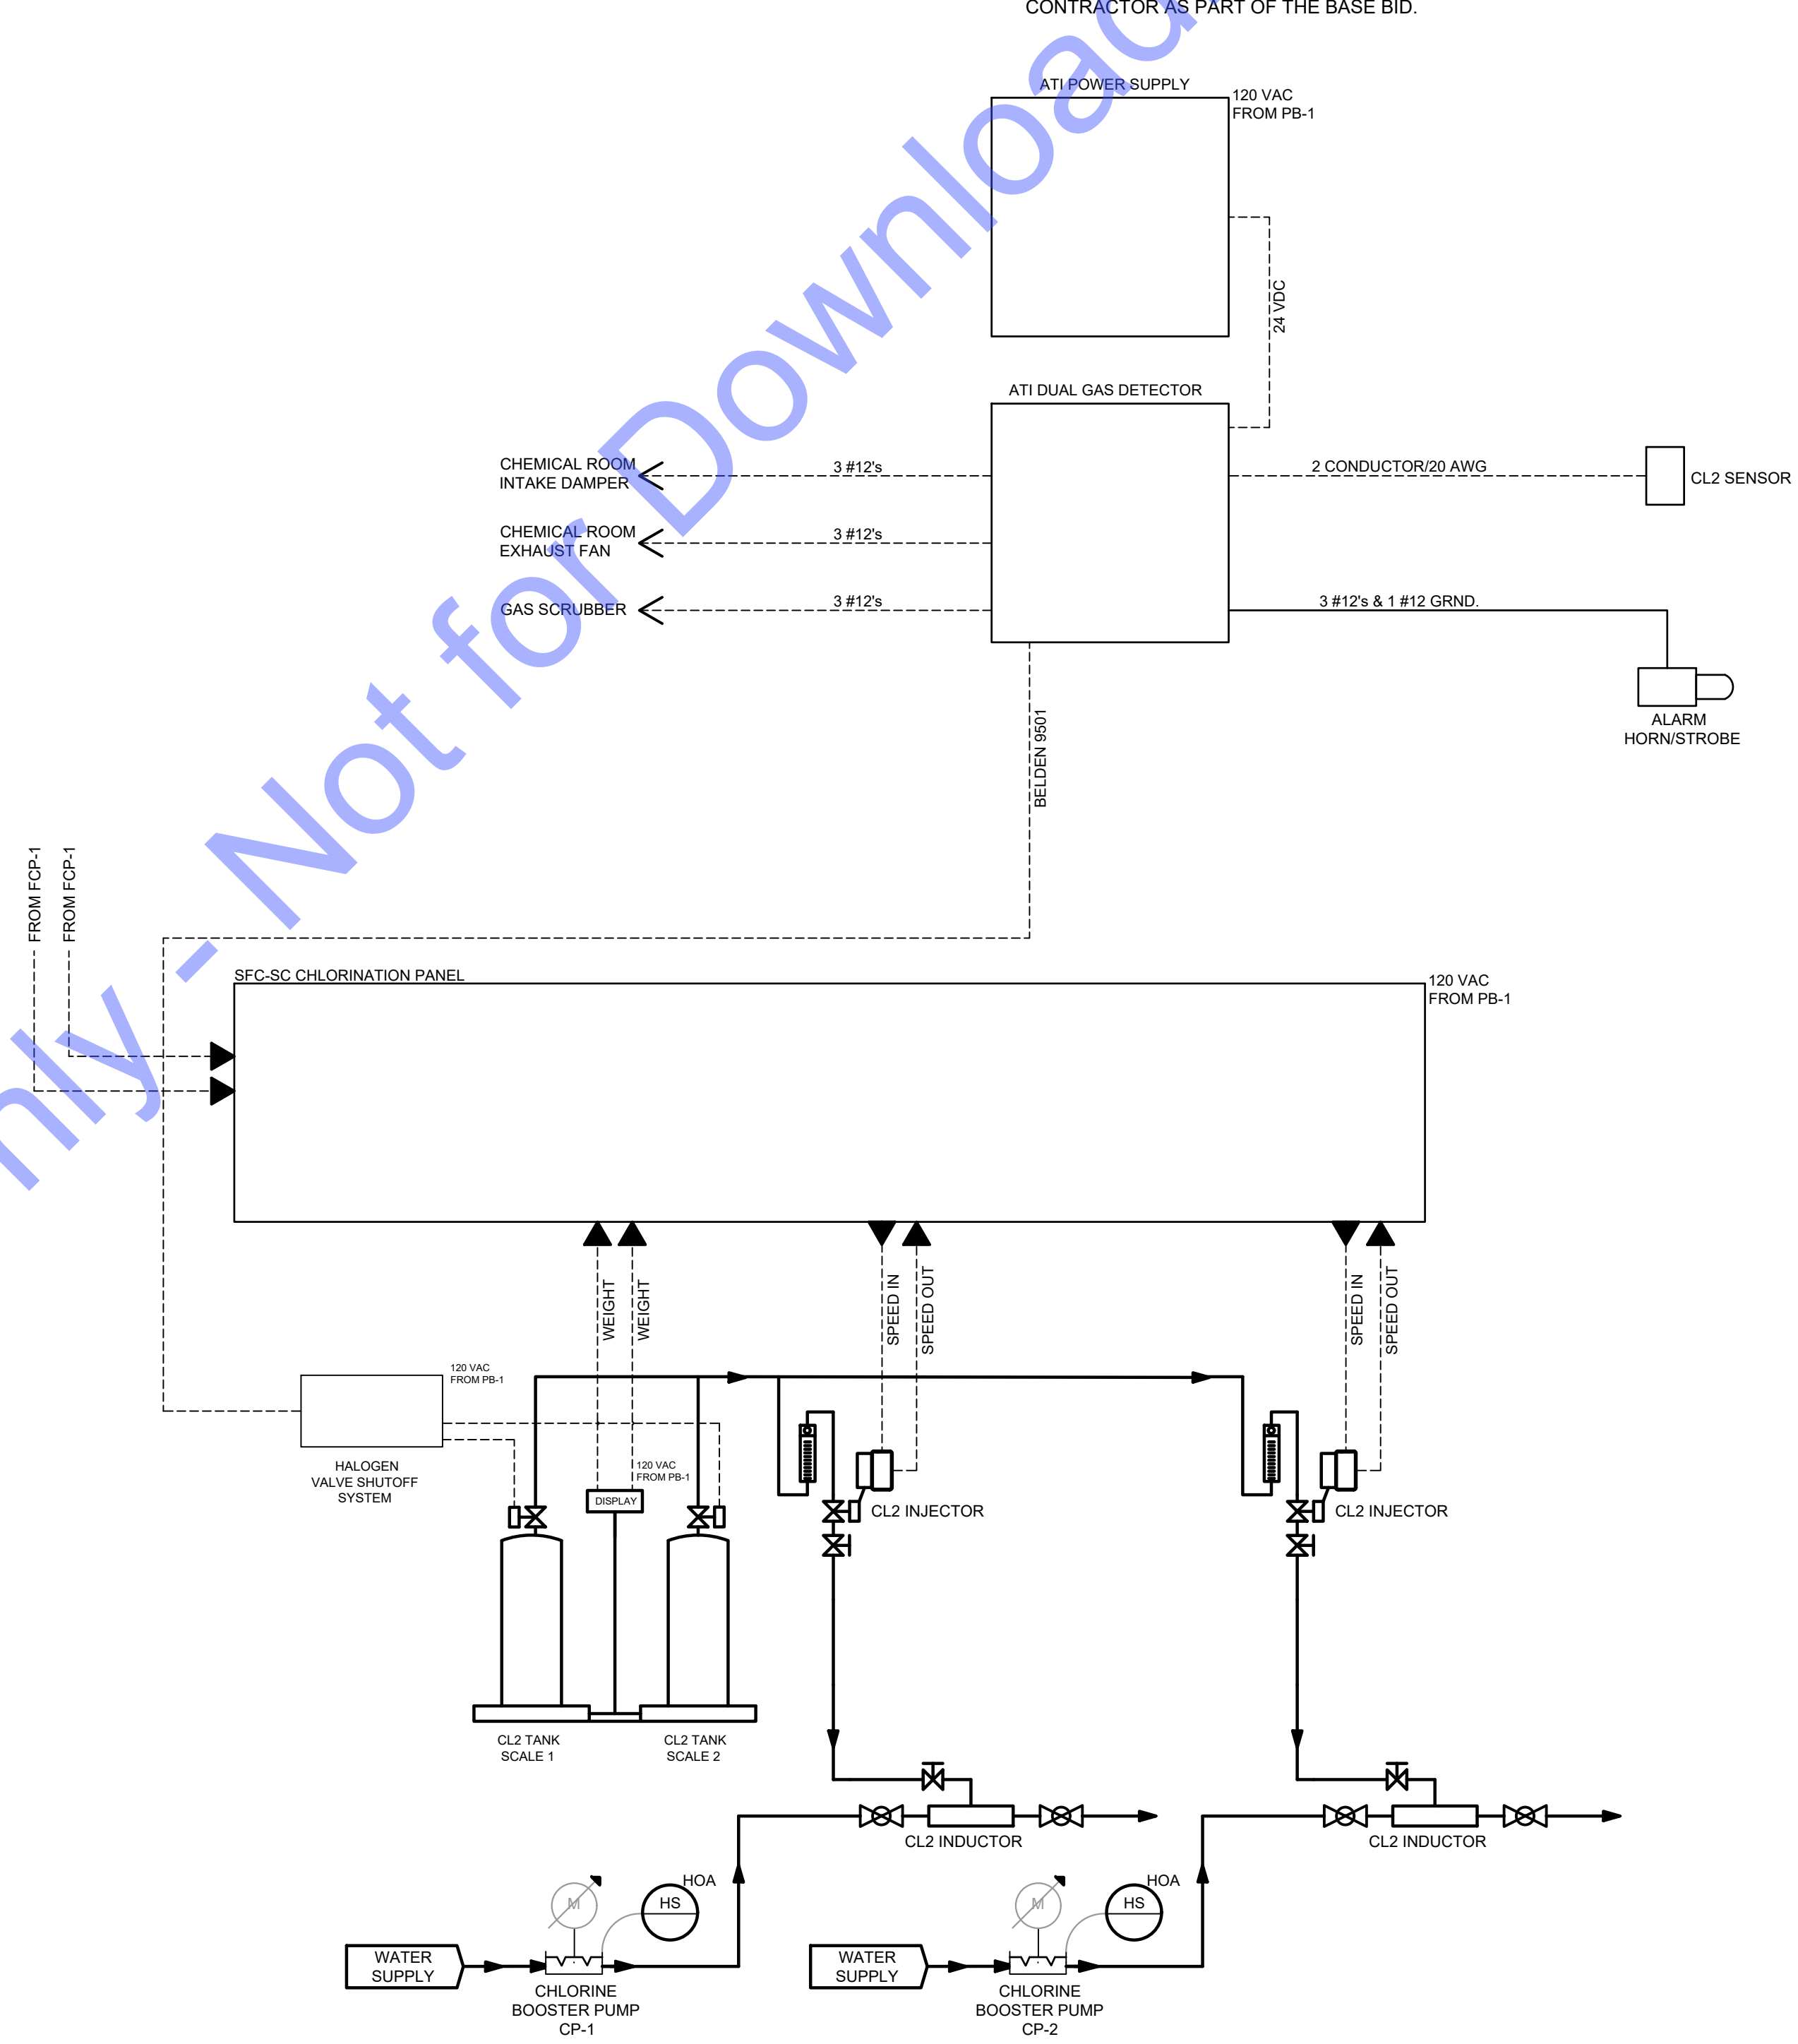 CONTRACTOR AS PART OF THE BASE BID.
ATI POWER SUPPLY
120 VAC
FROM PB-1
24 VDC
ATI DUAL GAS DETECTOR
CHEMICAL ROOM
INTAKE DAMPER
3 #12's
2 CONDUCTOR/20 AWG
CL2 SENSOR
CHEMICAL ROOM
EXHAUST FAN
3 #12's
GAS SCRUBBER
3 #12's
3 #12's & 1 #12 GRND.
ALARM
HORN/STROBE
BELDEN 9501
FROM FCP-1
FROM FCP-1
SFC-SC CHLORINATION PANEL
120 VAC
FROM PB-1
WEIGHT
WEIGHT
SPEED IN
SPEED OUT
SPEED IN
SPEED OUT
120 VAC
FROM PB-1
HALOGEN
VALVE SHUTOFF
SYSTEM
120 VAC
FROM PB-1
DISPLAY
CL2 INJECTOR
CL2 INJECTOR
CL2 TANK
SCALE 1
CL2 TANK
SCALE 2
CL2 INDUCTOR
CL2 INDUCTOR
M
HS
HOA
M
HS
HOA
WATER
SUPPLY
CHLORINE
BOOSTER PUMP
CP-1
WATER
SUPPLY
CHLORINE
BOOSTER PUMP
CP-2
nly - Not for Download